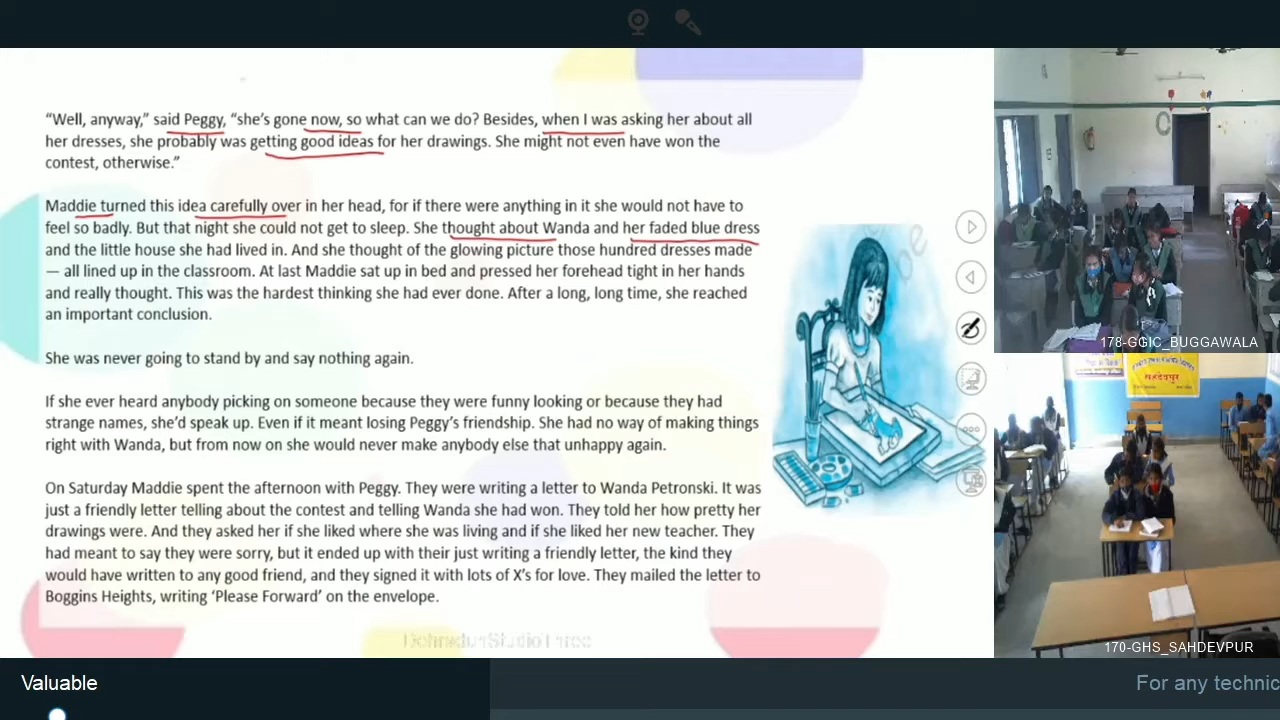 “Well, anyway,” said Peggy, “she’s gone now, so what can we do? Besides, when I was asking her about all
her dresses, she probably was getting good ideas for her drawings. She might not even have won the
contest, otherwise.”
Maddie turned this idea carefully over in her head, for if there were anything in it she would not have to
feel so badly. But that night she could not get to sleep. She thought about Wanda and her faded blue dress
and the little house she had lived in. And she thought of the glowing picture those hundred dresses made
— all lined up in the classroom. At last Maddie sat up in bed and pressed her forehead tight in her hands
and really thought. This was the hardest thinking she had ever done. After a long, long time, she reached
an important conclusion.
She was never going to stand by and say nothing again.
If she ever heard anybody picking on someone because they were funny looking or because they had
strange names, she’d speak up. Even if it meant losing Peggy’s friendship. She had no way of making things
right with Wanda, but from now on she would never make anybody else that unhappy again.
On Saturday Maddie spent the afternoon with Peggy. They were writing a letter to Wanda Petronski. It was
just a friendly letter telling about the contest and telling Wanda she had won. They told her how pretty her
drawings were. And they asked her if she liked where she was living and if she liked her new teacher. They
had meant to say they were sorry, but it ended up with their just writing a friendly letter, the kind they
would have written to any good friend, and they signed it with lots of X’s for love. They mailed the letter to
Boggins Heights, writing ‘Please Forward’ on the envelope.
178-GGIC_BUGGAWALA
170-GHS_SAHDEVPUR
Valuable
For any technic